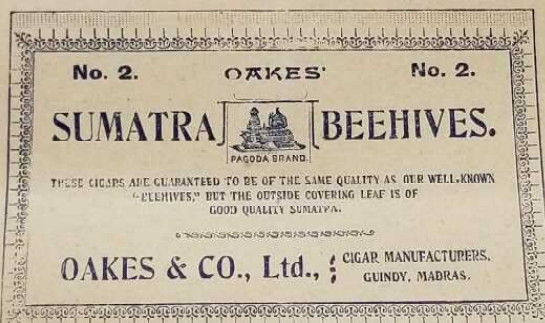 No. 2. OAKES' No. 2.
SUMATRA BEEHIVES.
PAGODA BRAND.
THESE CIGARS ARE GUARANTEED TO BE OF THE SAME QUALITY AS OUR WELL-KNOWN
"BEEHIVES," BUT THE OUTSIDE COVERING LEAF IS OF
GOOD QUALITY SUMATRA.
OAKES & CO., Ltd., CIGAR MANUFACTURERS,
GUINDY, MADRAS.